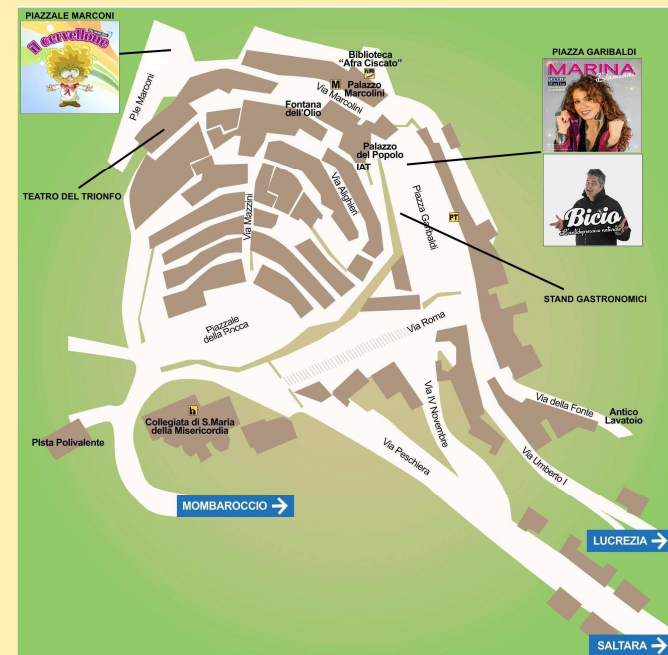 PIAZZALE MARCONI
il cervellone
P.le Marconi
Biblioteca
"Afra Ciscato"
M Palazzo
Marcolini
Via Marcolini
Fontana
dell'Olio
PIAZZA GARIBALDI
MARINA
Bicio
Palazzo
del Popolo
IAT
TEATRO DEL TRIONFO
Via Mazzini
Via Alighieri
Piazza Garibaldi
PT
STAND GASTRONOMICI
Piazzale
della Rocca
Via Roma
Via IV Novembre
Via della Fonte
Antico
Lavatoio
Collegiata di S.Maria
della Misericordia
PIsta Polivalente
Via Peschiera
Via Umberto I
MOMBAROCCIO
LUCREZIA
SALTARA